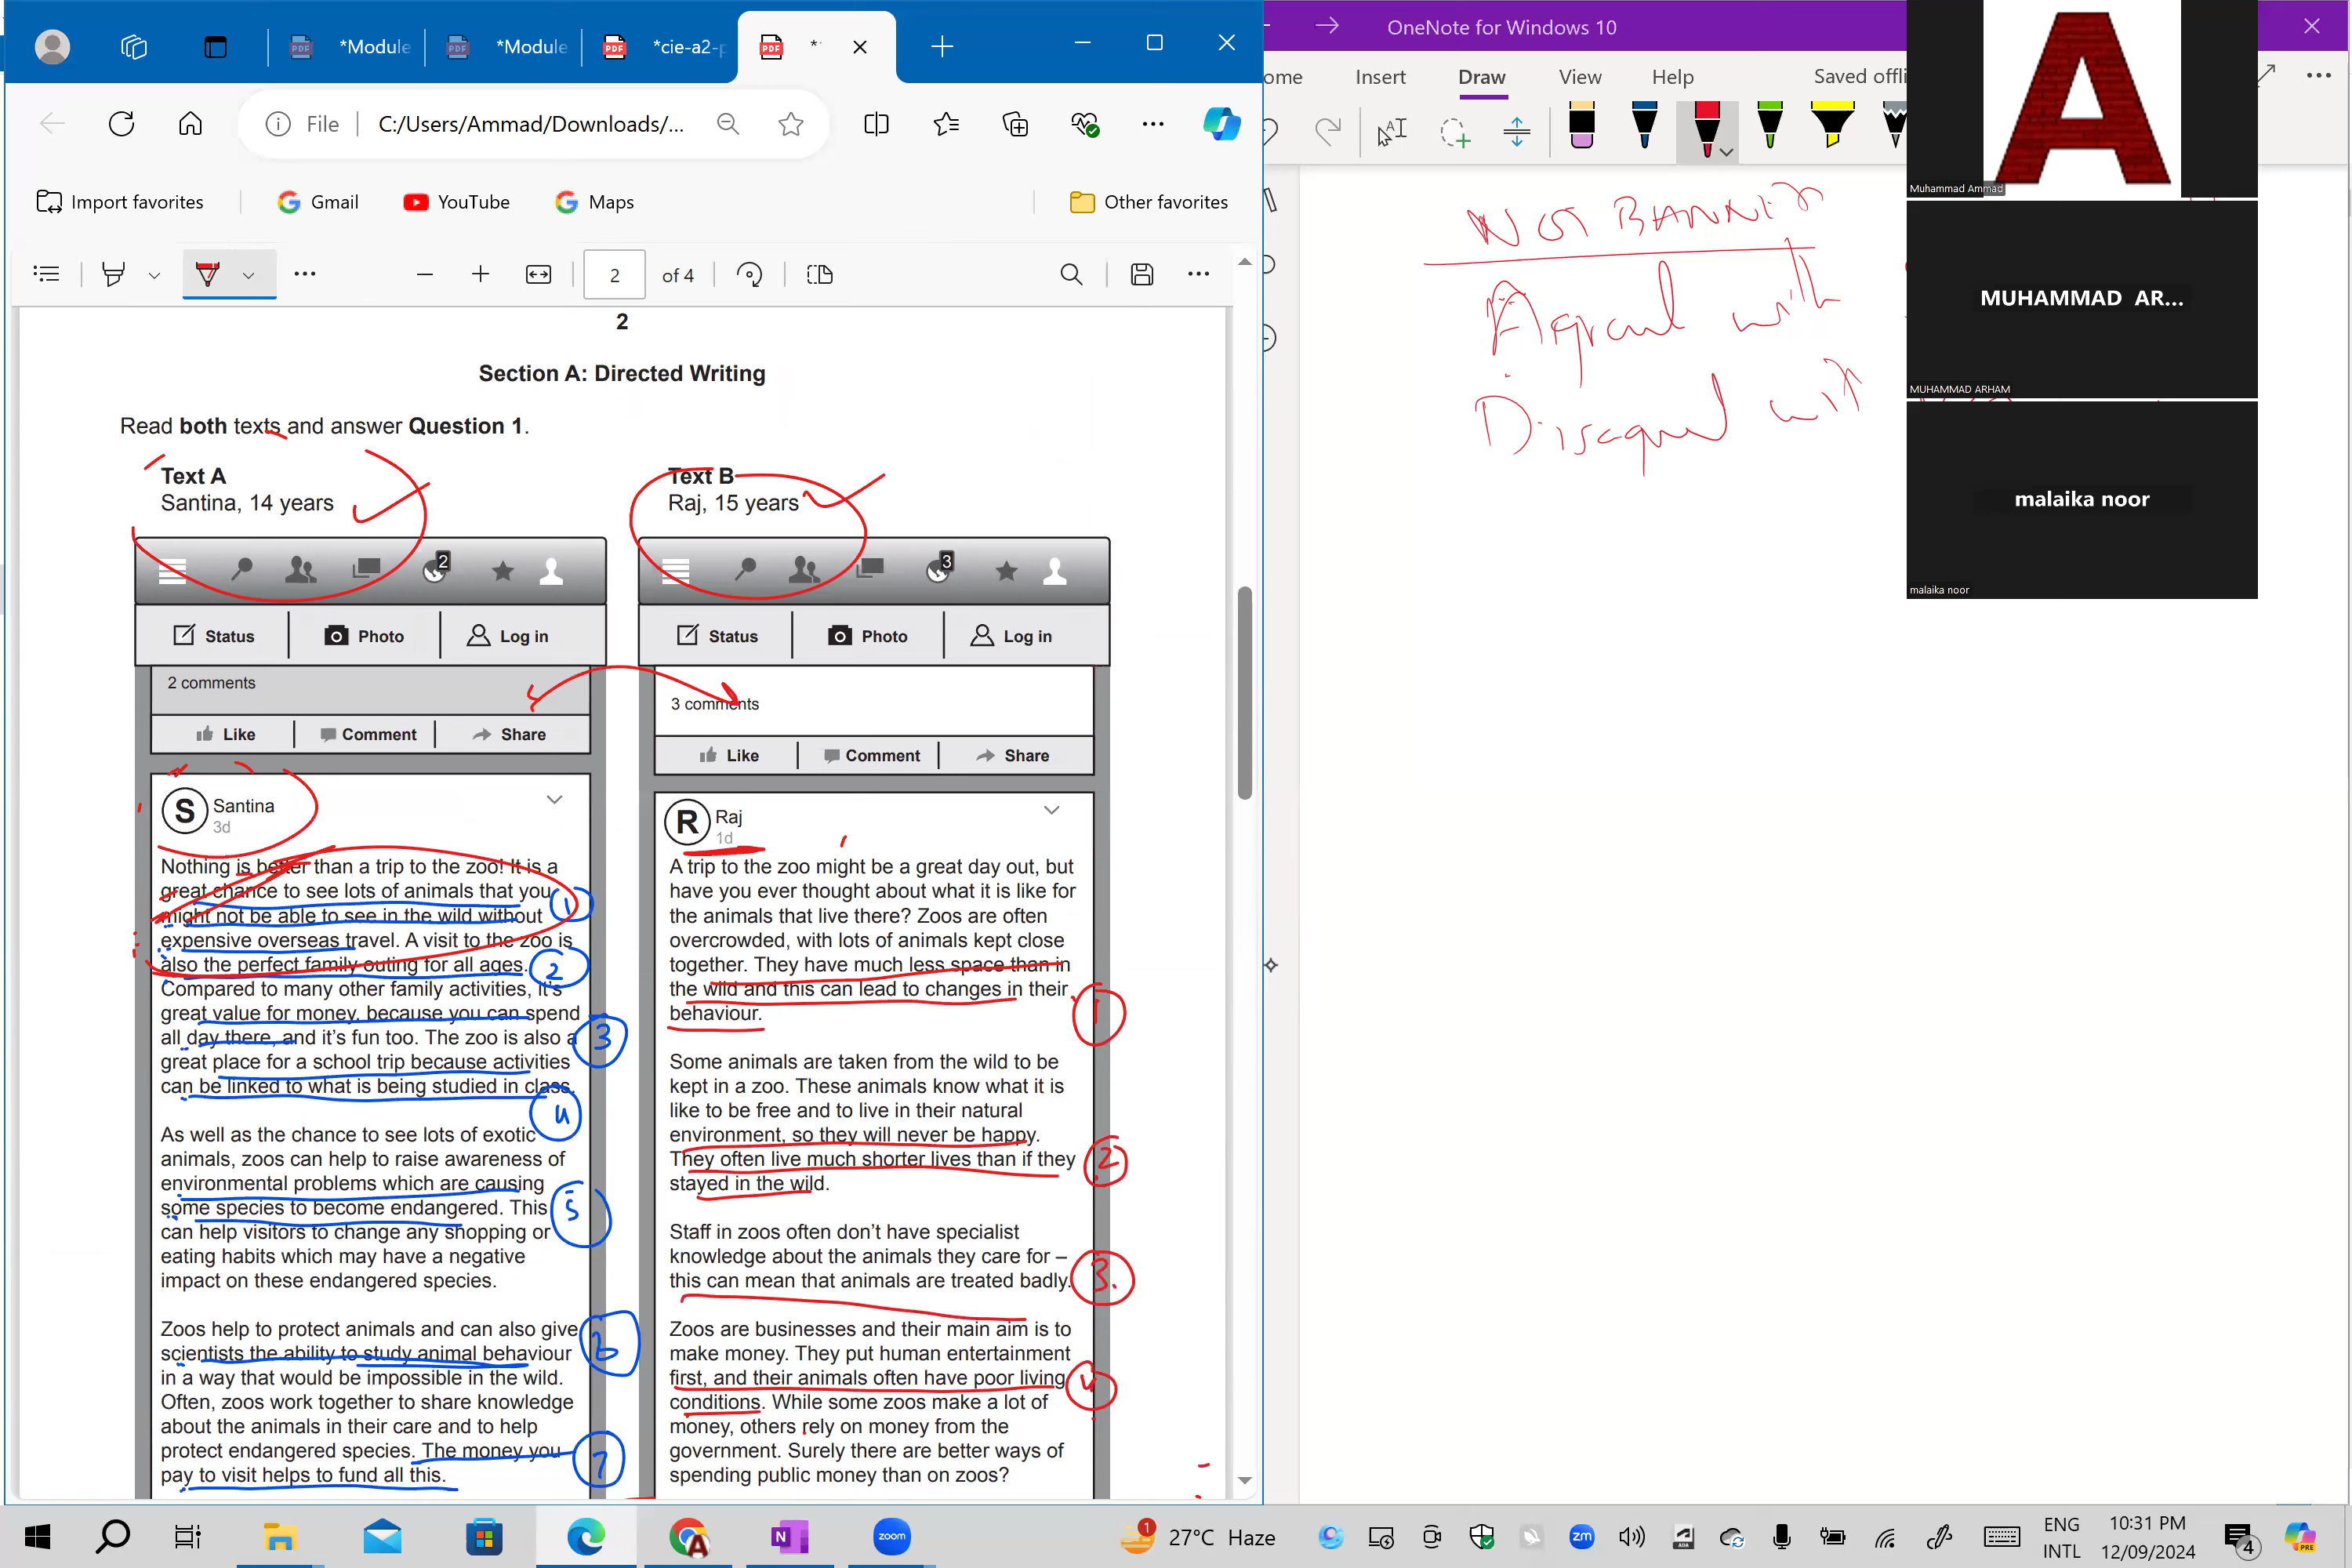 *Module
*Module
*cie-a2-p
*
OneNote for Windows 10
File
C:/Users/Ammad/Downloads/...
Import favorites
Gmail
YouTube
Maps
Other favorites
ome
Insert
Draw
View
Help
Saved offli
2
of 4
2
Section A: Directed Writing
Read both texts and answer Question 1.
Text A
Santina, 14 years
2
Status
Photo
Log in
2 comments
Like
Comment
Share
S
Santina
3d
Nothing is better than a trip to the zoo! It is a
great chance to see lots of animals that you
might not be able to see in the wild without
expensive overseas travel. A visit to the zoo is
also the perfect family outing for all ages.
Compared to many other family activities, it's
great value for money, because you can spend
all day there, and it's fun too. The zoo is also a
great place for a school trip because activities
can be linked to what is being studied in class.
As well as the chance to see lots of exotic
animals, zoos can help to raise awareness of
environmental problems which are causing
some species to become endangered. This
can help visitors to change any shopping or
eating habits which may have a negative
impact on these endangered species.
Zoos help to protect animals and can also give
scientists the ability to study animal behaviour
in a way that would be impossible in the wild.
Often, zoos work together to share knowledge
about the animals in their care and to help
protect endangered species. The money you
pay to visit helps to fund all this.
1
2
3
4
5
6
7
Text B
Raj, 15 years
3
Status
Photo
Log in
3 comments
Like
Comment
Share
R
Raj
1d
A trip to the zoo might be a great day out, but
have you ever thought about what it is like for
the animals that live there? Zoos are often
overcrowded, with lots of animals kept close
together. They have much less space than in
the wild and this can lead to changes in their
behaviour.
Some animals are taken from the wild to be
kept in a zoo. These animals know what it is
like to be free and to live in their natural
environment, so they will never be happy.
They often live much shorter lives than if they
stayed in the wild.
Staff in zoos often don't have specialist
knowledge about the animals they care for –
this can mean that animals are treated badly.
Zoos are businesses and their main aim is to
make money. They put human entertainment
first, and their animals often have poor living
conditions. While some zoos make a lot of
money, others rely on money from the
government. Surely there are better ways of
spending public money than on zoos?
1
2
3.
4
with
with
A
Muhammad Ammad
MUHAMMAD AR...
MUHAMMAD ARHAM
malaika noor
malaika noor
zoom
1
27°C Haze
zm
ENG
INTL
10:31 PM
12/09/2024
4